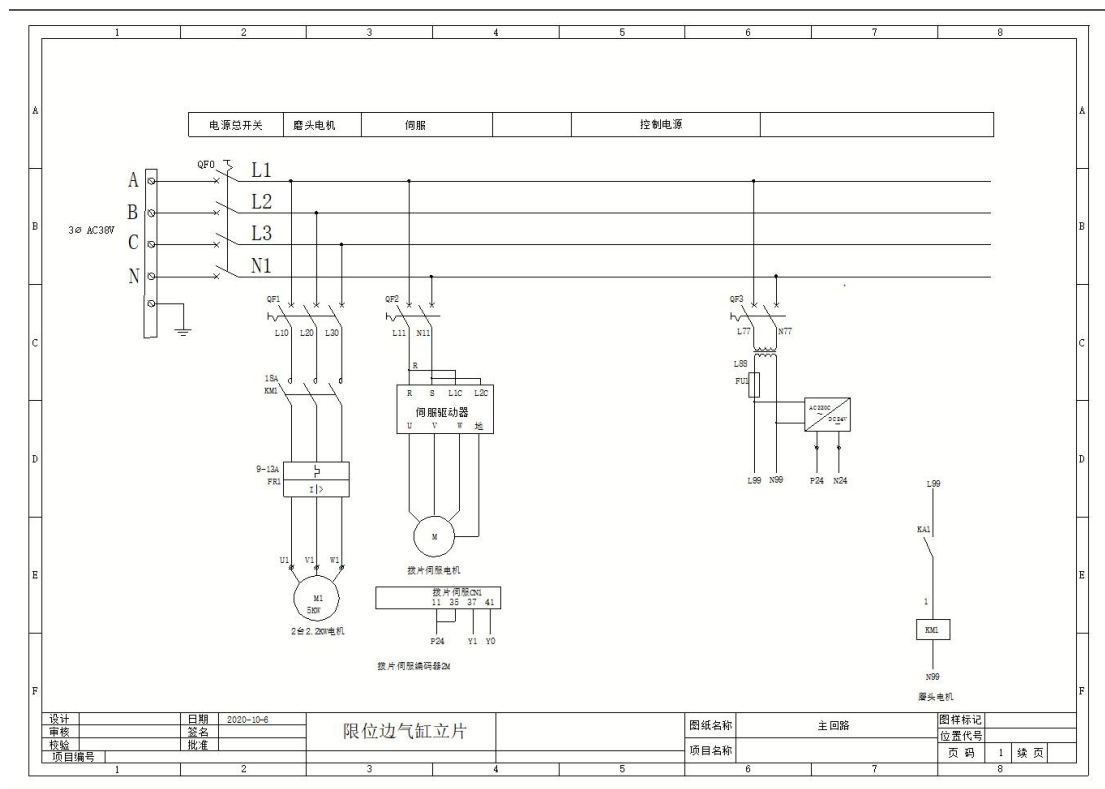 1 2 3 4 5 6 7 8
A A
电源总开关 磨头电机 伺服 控制电源
QF0
A L1
B L2
B B
3∅ AC38V
C L3
N N1
QF1 QF2 QF3
L10 L20 L30 L11 N11 L77 N77
C C
R
L88
18A
KM1
FU1
R S L1C L2C
伺服驱动器
U V W 地
AC220C
DC24V
D D
9-13A
FR1
I >
L99 N99 P24 N24
L99
KA1
M
U1 V1 W1
拨片伺服电机
E E
M1
5KW
拨片伺服CN1
11 35 37 41
1
2台2.2KW电机
KM1
P24 Y1 Y0
拨片伺服编码器2M
N99
磨头电机
F F
设计 日期 2020-10-6
审核 签名
校验 批准
项目编号
限位边气缸立片
图纸名称 主回路
项目名称
图样标记
位置代号
页 码 1 续 页
1 2 3 4 5 6 7 8